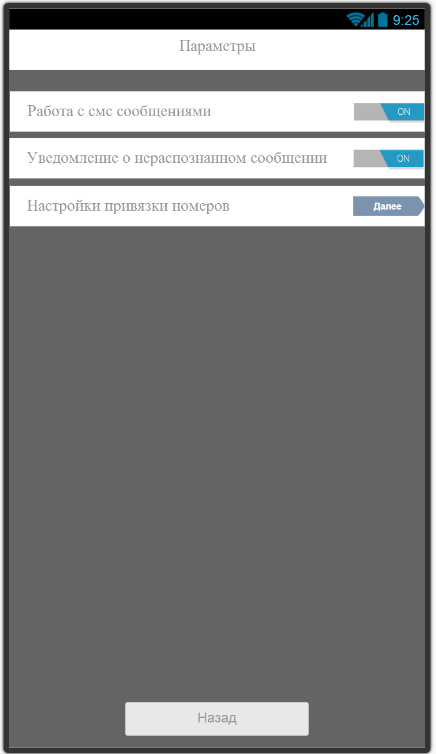 9:25
Параметры
Работа с смс сообщениями ON
Уведомление о нераспознанном сообщении ON
Настройки привязки номеров Далее
Назад